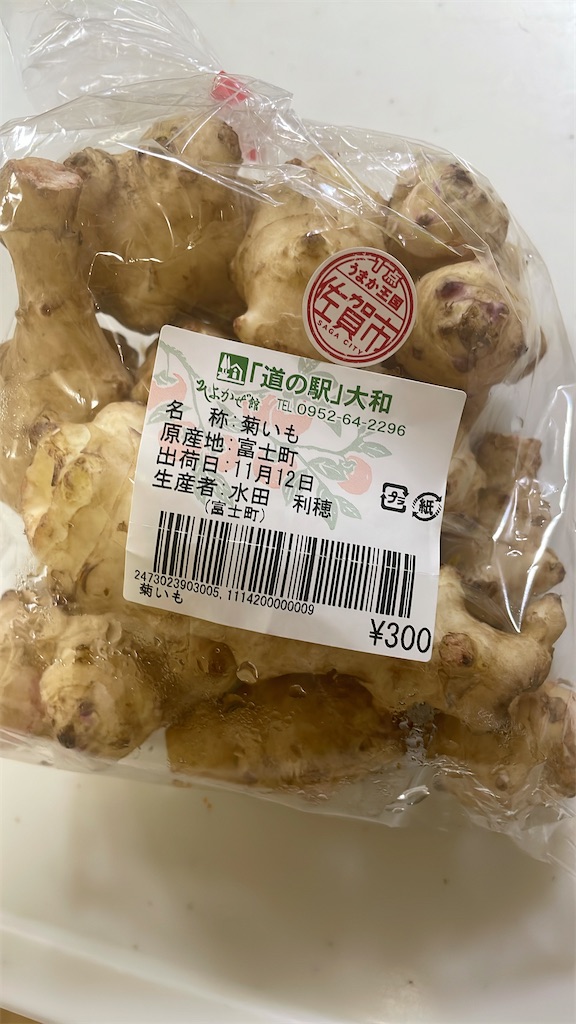 うまか王国
佐賀市
SAGA CITY
「道の駅」大和
そよかぜ館 TEL 0952-64-2296
名 称:菊いも
原産地:富士町
出荷日:11月12日
生産者:水田 利穂
(富士町)
プラ
紙
2473023903005, 1114200000009
菊いも
¥300